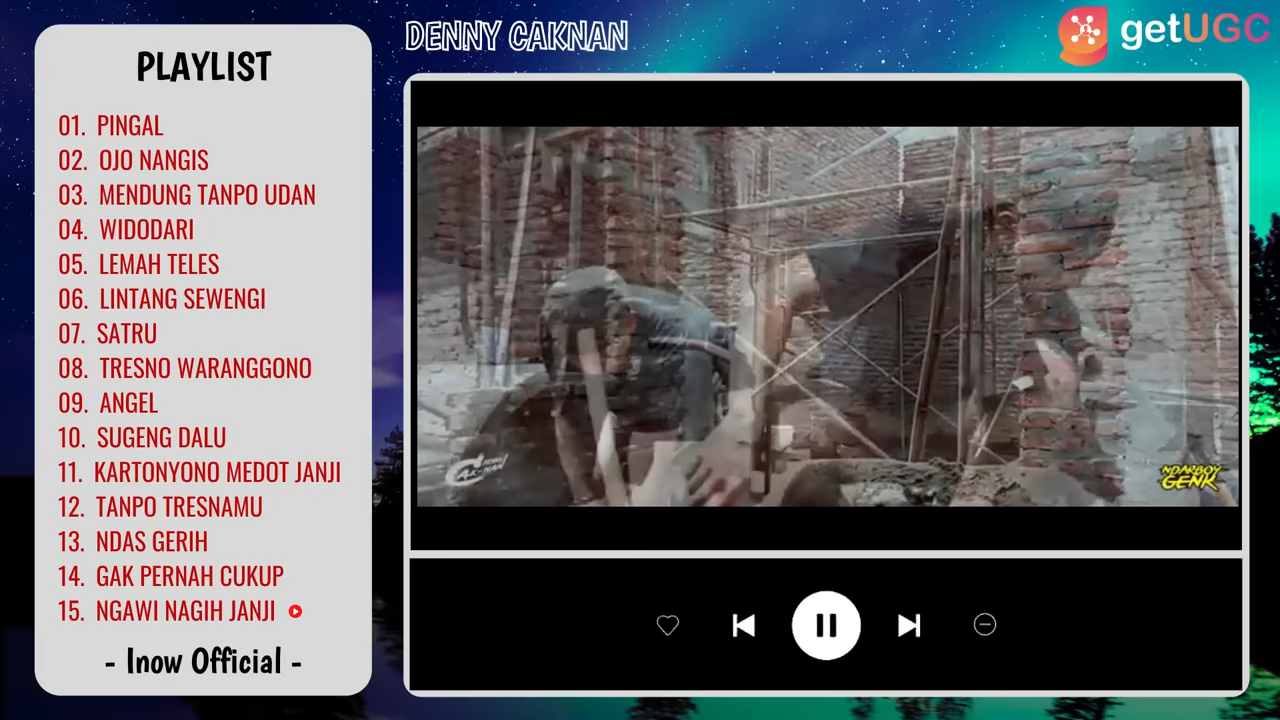 DENNY CAKNAN
getUGC
PLAYLIST
01. PINGAL
02. OJO NANGIS
03. MENDUNG TANPO UDAN
04. WIDODARI
05. LEMAH TELES
06. LINTANG SEWENGI
07. SATRU
08. TRESNO WARANGGONO
09. ANGEL
10. SUGENG DALU
11. KARTONYONO MEDOT JANJI
12. TANPO TRESNAMU
13. NDAS GERIH
14. GAK PERNAH CUKUP
15. NGAWI NAGIH JANJI
- Inow Official -
NDARBOY
GENK